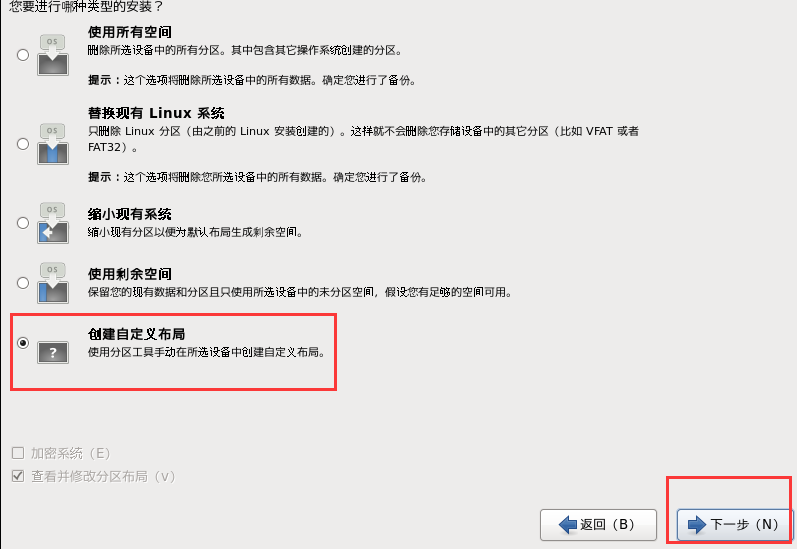 您要进行哪种类型的安装？
OS
使用所有空间
删除所选设备中的所有分区。其中包含其它操作系统创建的分区。
提示：这个选项将删除所选设备中的所有数据。确定您进行了备份。
OS
替换现有 Linux 系统
只删除 Linux 分区（由之前的 Linux 安装创建的）。这样就不会删除您存储设备中的其它分区（比如 VFAT 或者
FAT32）。
提示：这个选项将删除您所选设备中的所有数据。确定您进行了备份。
OS
缩小现有系统
缩小现有分区以便为默认布局生成剩余空间。
OS
使用剩余空间
保留您的现有数据和分区且只使用所选设备中的未分区空间，假设您有足够的空间可用。
?
创建自定义布局
使用分区工具手动在所选设备中创建自定义布局。
加密系统（E）
查看并修改分区布局（v）
返回（B）
下一步（N）